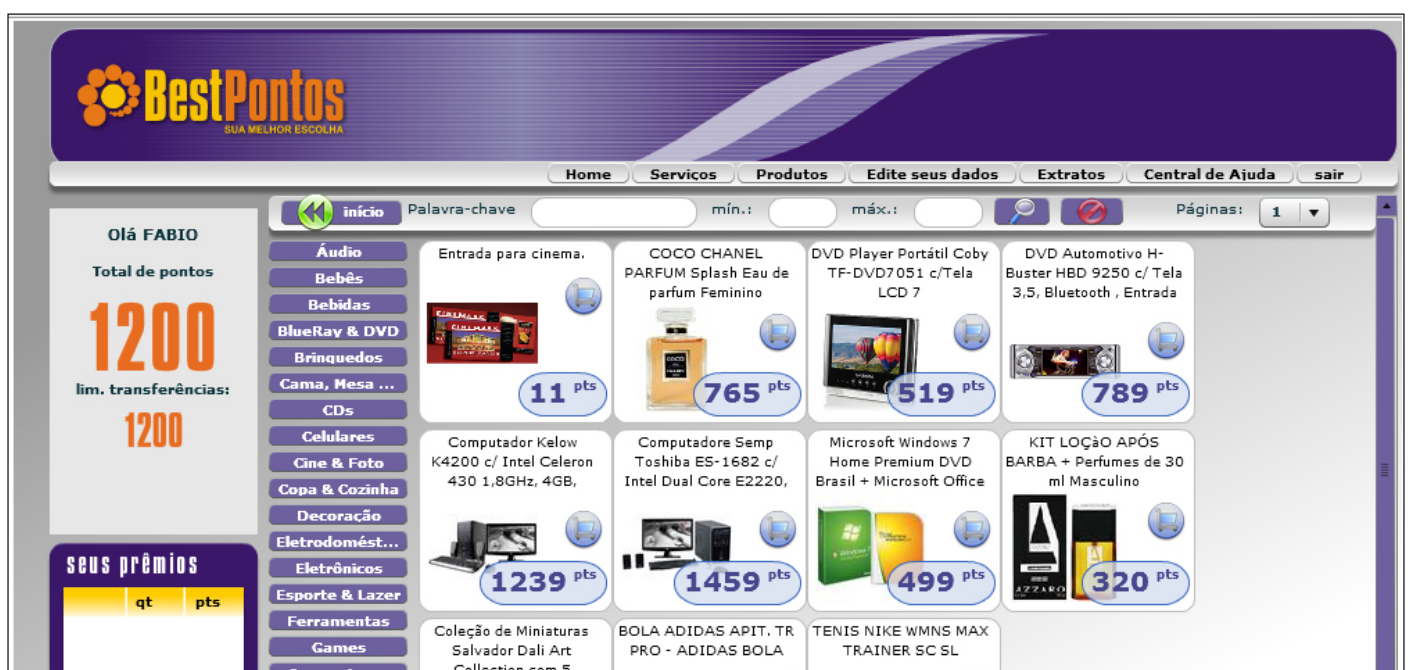 BestPontos
SUA MELHOR ESCOLHA
Home Serviços Produtos Edite seus dados Extratos Central de Ajuda sair
início Palavra-chave mín.: máx.: Páginas: 1
Olá FABIO
Total de pontos
1200
lim. transferências:
1200
seus prêmios
qt pts
Áudio
Bebês
Bebidas
BlueRay & DVD
Brinquedos
Cama, Mesa ...
CDs
Celulares
Cine & Foto
Copa & Cozinha
Decoração
Eletrodomést...
Eletrônicos
Esporte & Lazer
Ferramentas
Games
Entrada para cinema.
CINEMARK
11 pts
COCO CHANEL
PARFUM Splash Eau de
parfum Feminino
COCO
765 pts
DVD Player Portátil Coby
TF-DVD7051 c/Tela
LCD 7
519 pts
DVD Automotivo H-
Buster HBD 9250 c/ Tela
3,5, Bluetooth , Entrada
789 pts
Computador Kelow
K4200 c/ Intel Celeron
430 1,8GHz, 4GB,
1239 pts
Computadore Semp
Toshiba ES-1682 c/
Intel Dual Core E2220,
1459 pts
Microsoft Windows 7
Home Premium DVD
Brasil + Microsoft Office
499 pts
KIT LOÇàO APÓS
BARBA + Perfumes de 30
ml Masculino
AZZARO
320 pts
Coleção de Miniaturas
Salvador Dali Art
Collection com 5
BOLA ADIDAS APIT. TR
PRO - ADIDAS BOLA
TENIS NIKE WMNS MAX
TRAINER SC SL